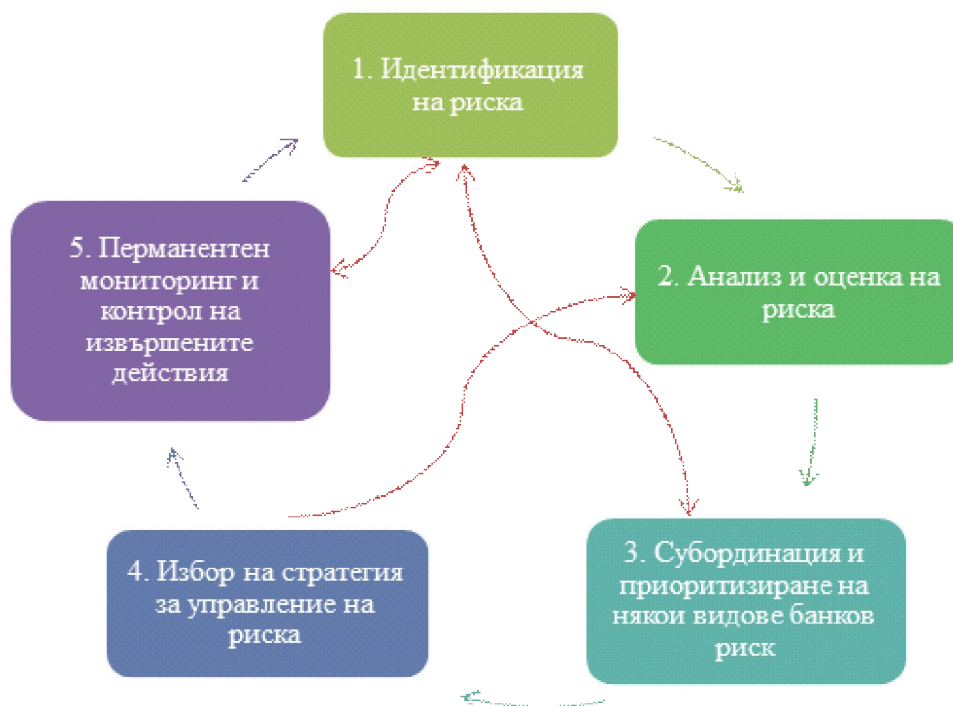 1. Идентификация
на риска
2. Анализ и оценка на
риска
3. Субординация и
приоритизиране на
някои видове банков
риск
4. Избор на стратегия
за управление на
риска
5. Перманентен
мониторинг и
контрол на
извършените
действия